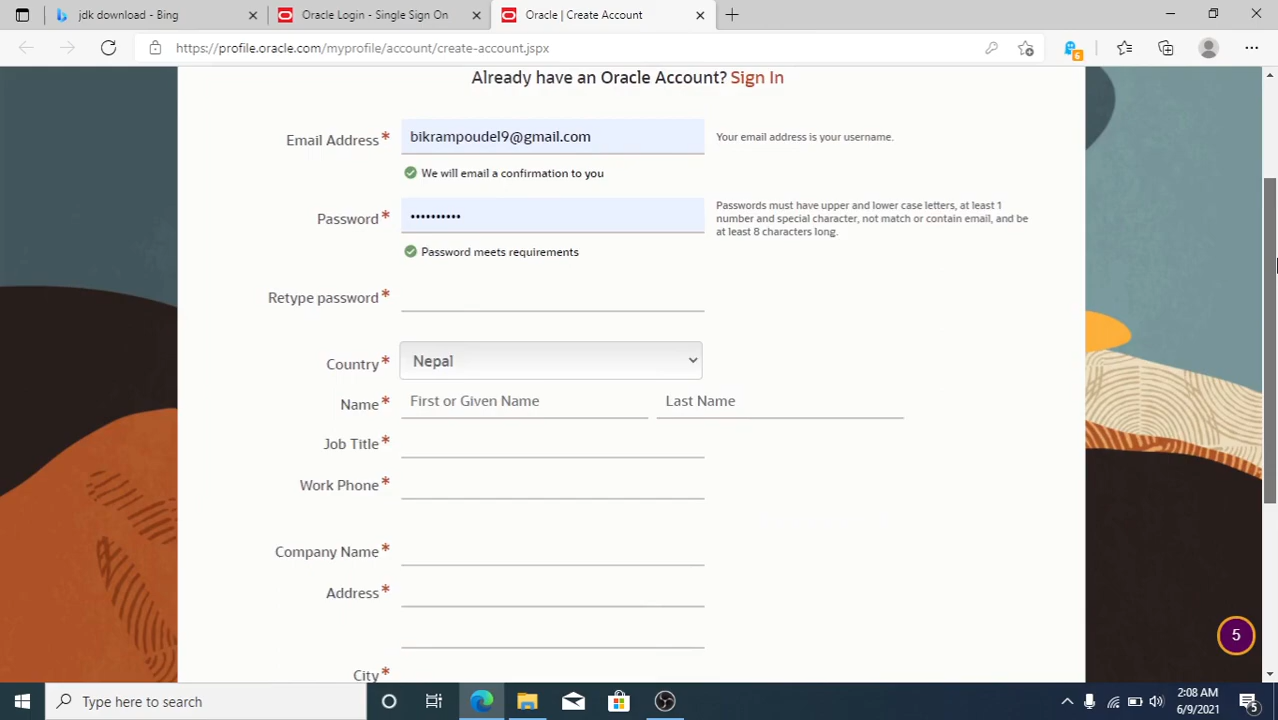 jdk download - Bing
Oracle Login - Single Sign On
Oracle | Create Account
https://profile.oracle.com/myprofile/account/create-account.jspx
6
Already have an Oracle Account? Sign In
Email Address*
bikrampoudel9@gmail.com
Your email address is your username.
We will email a confirmation to you
Password*
••••••••••
Passwords must have upper and lower case letters, at least 1
number and special character, not match or contain email, and be
at least 8 characters long.
Password meets requirements
Retype password*
Country*
Nepal
Name*
First or Given Name
Last Name
Job Title*
Work Phone*
Company Name*
Address*
5
City*
Type here to search
2:08 AM
6/9/2021
5